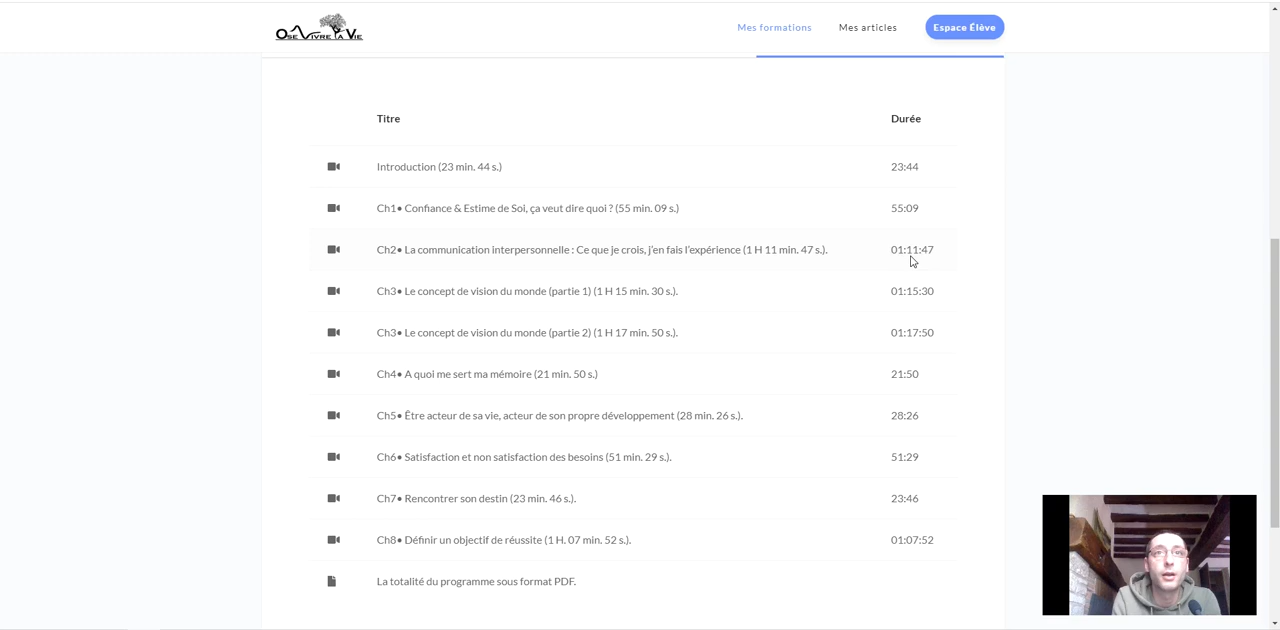 OSE VIVRE LA VIE
Mes formations
Mes articles
Espace Élève
Titre
Durée
Introduction (23 min. 44 s.)
23:44
Ch1• Confiance & Estime de Soi, ça veut dire quoi ? (55 min. 09 s.)
55:09
Ch2• La communication interpersonnelle : Ce que je crois, j'en fais l'expérience (1 H 11 min. 47 s.).
01:11:47
Ch3• Le concept de vision du monde (partie 1) (1 H 15 min. 30 s.).
01:15:30
Ch3• Le concept de vision du monde (partie 2) (1 H 17 min. 50 s.).
01:17:50
Ch4• A quoi me sert ma mémoire (21 min. 50 s.)
21:50
Ch5• Être acteur de sa vie, acteur de son propre développement (28 min. 26 s.).
28:26
Ch6• Satisfaction et non satisfaction des besoins (51 min. 29 s.).
51:29
Ch7• Rencontrer son destin (23 min. 46 s.).
23:46
Ch8• Définir un objectif de réussite (1 H. 07 min. 52 s.).
01:07:52
La totalité du programme sous format PDF.